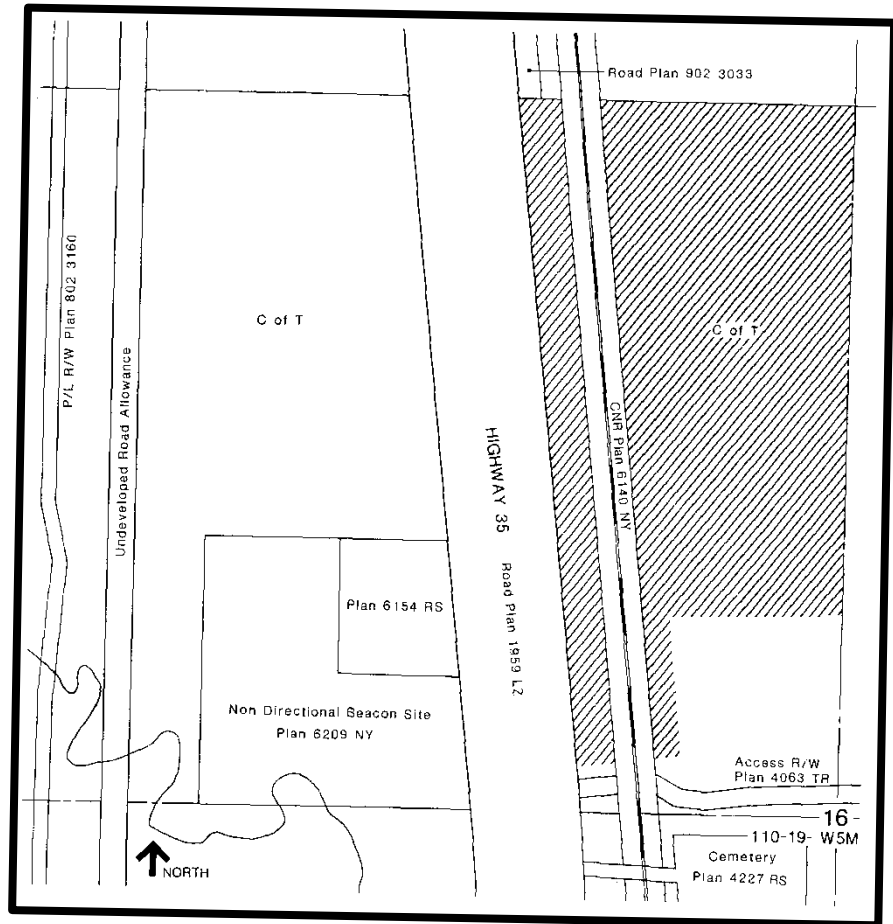 Road Plan 902 3033
P/L R/W Plan 802 3160
Undeveloped Road Allowance
C of T
C of T
HIGHWAY 35
Road Plan 1959 LZ
CNR Plan 6140 NY
Plan 6154 RS
Non Directional Beacon Site
Plan 6209 NY
Access R/W
Plan 4063 TR
16
110-19- W5M
Cemetery
Plan 4227 RS
NORTH